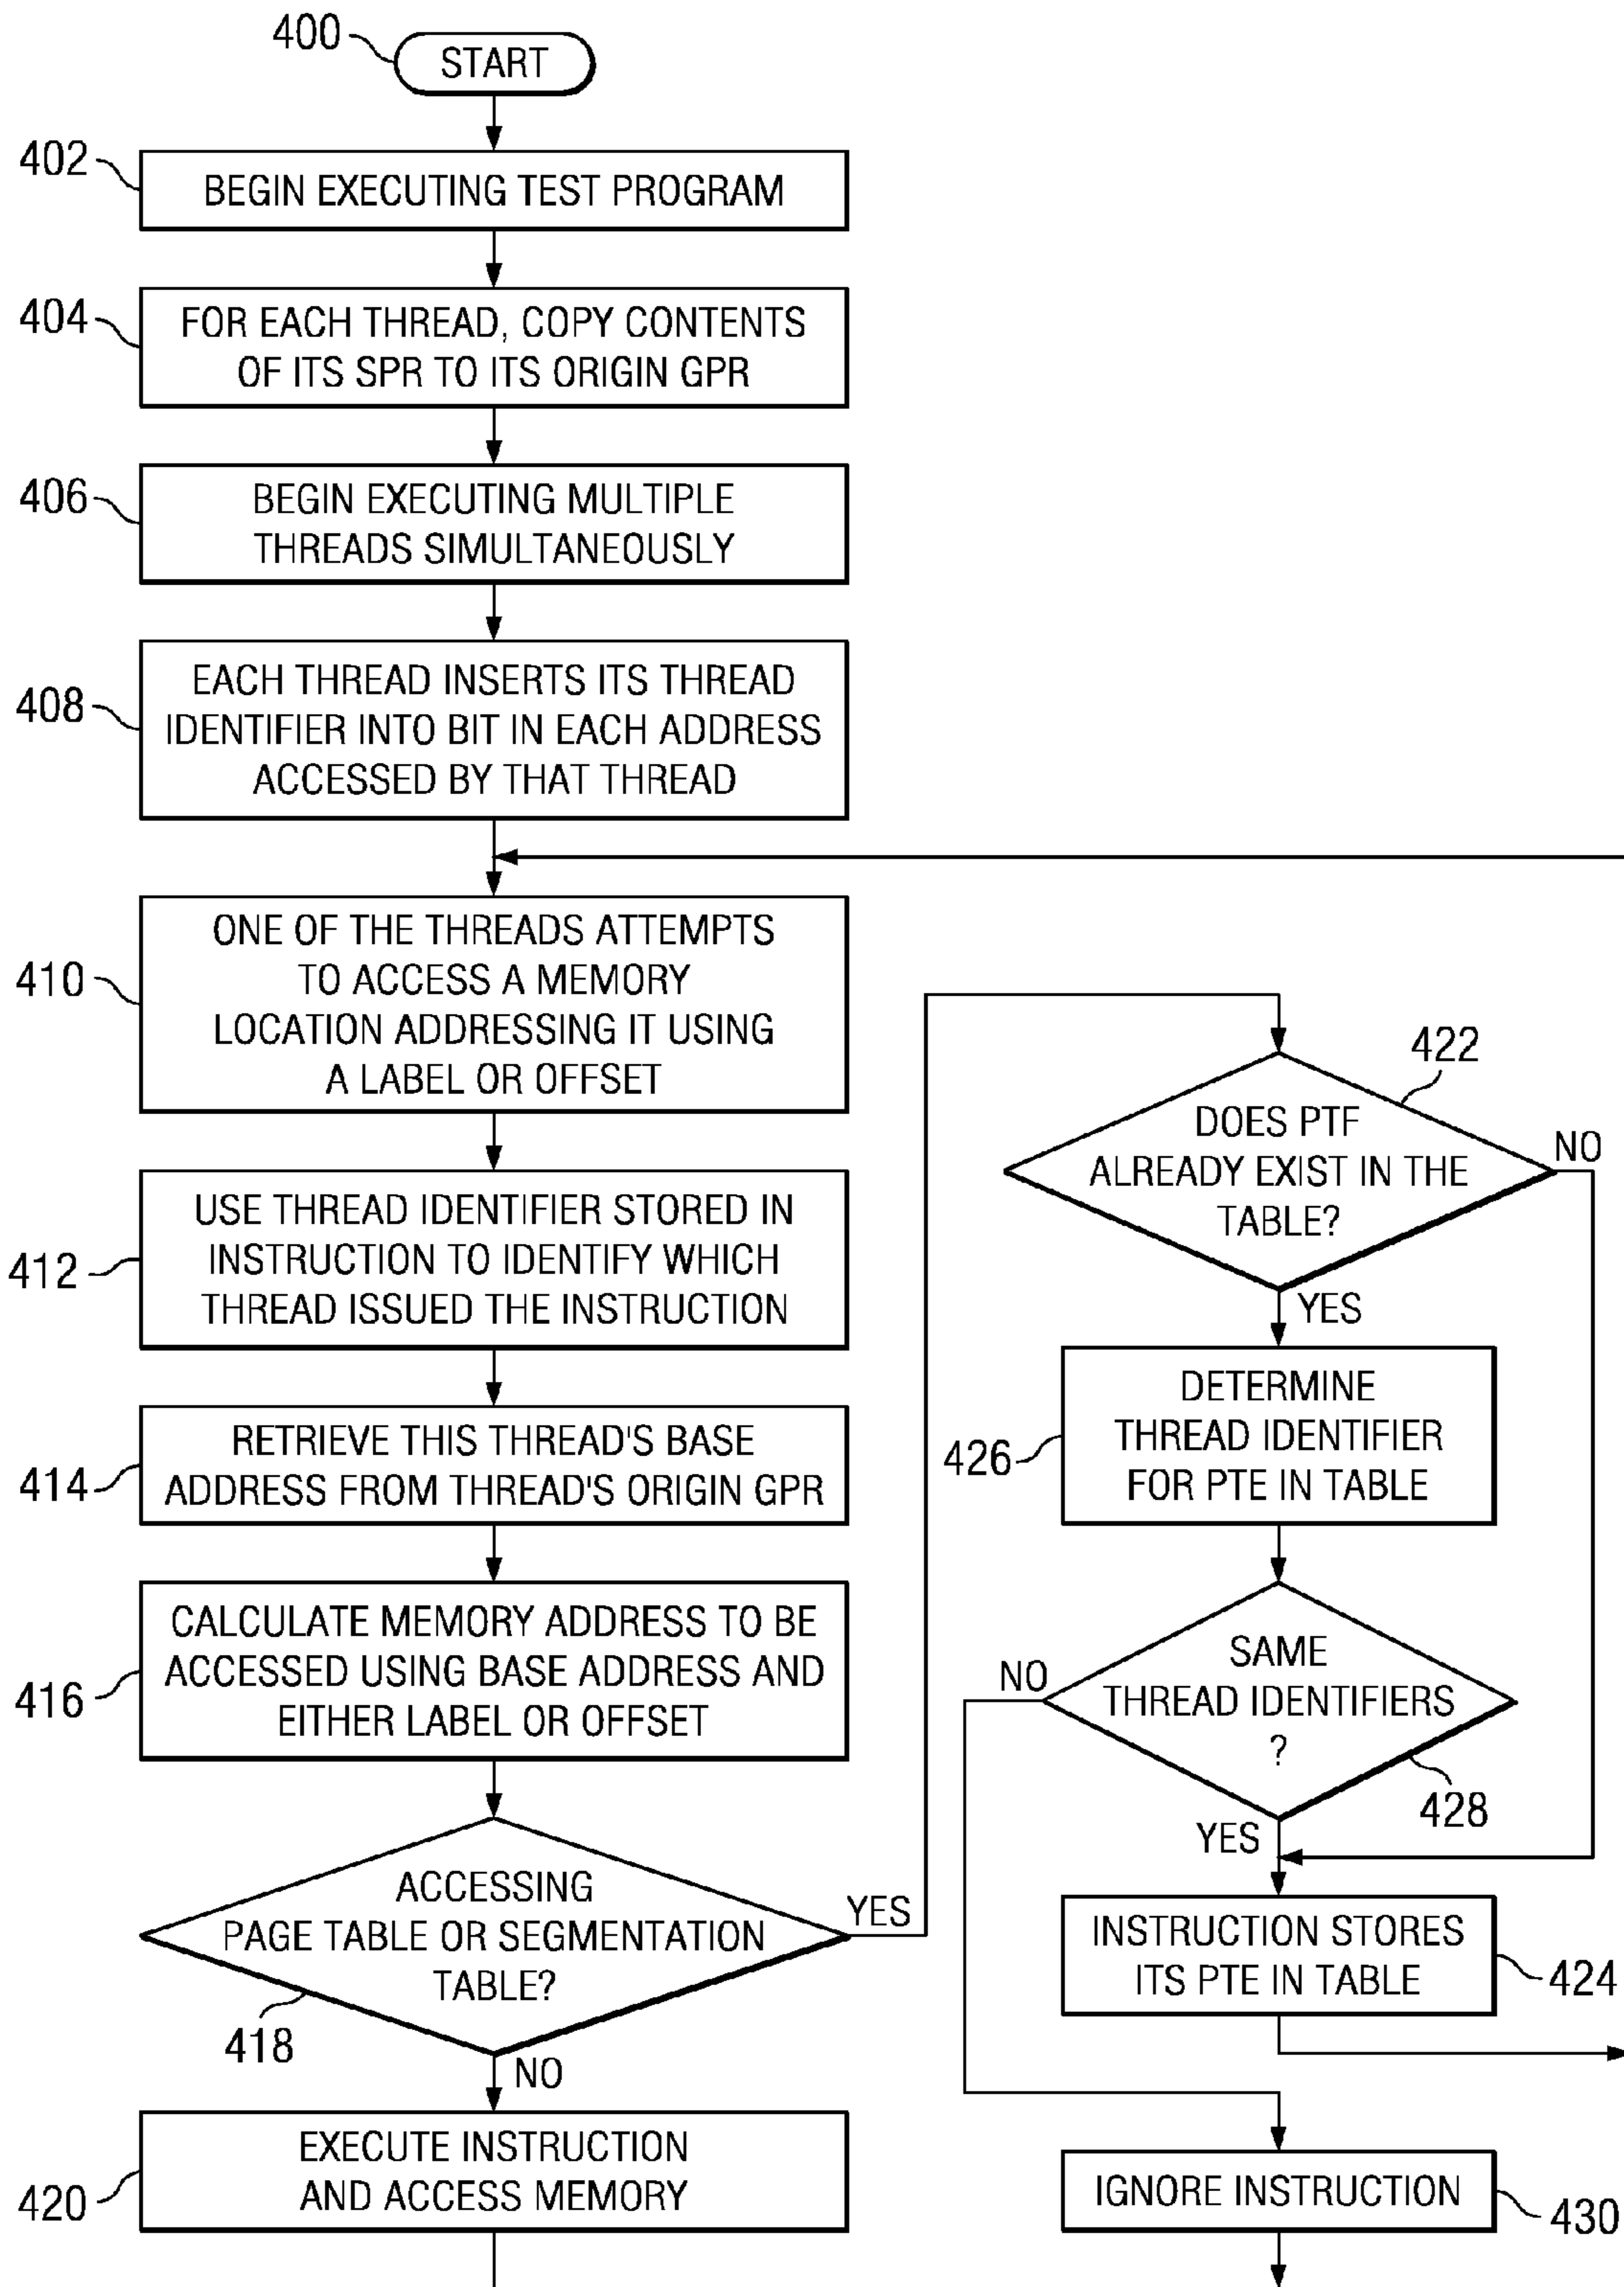 400
START
402
BEGIN EXECUTING TEST PROGRAM
404
FOR EACH THREAD, COPY CONTENTS
OF ITS SPR TO ITS ORIGIN GPR
406
BEGIN EXECUTING MULTIPLE
THREADS SIMULTANEOUSLY
408
EACH THREAD INSERTS ITS THREAD
IDENTIFIER INTO BIT IN EACH ADDRESS
ACCESSED BY THAT THREAD
410
ONE OF THE THREADS ATTEMPTS
TO ACCESS A MEMORY
LOCATION ADDRESSING IT USING
A LABEL OR OFFSET
412
USE THREAD IDENTIFIER STORED IN
INSTRUCTION TO IDENTIFY WHICH
THREAD ISSUED THE INSTRUCTION
414
RETRIEVE THIS THREAD'S BASE
ADDRESS FROM THREAD'S ORIGIN GPR
416
CALCULATE MEMORY ADDRESS TO BE
ACCESSED USING BASE ADDRESS AND
EITHER LABEL OR OFFSET
ACCESSING
PAGE TABLE OR SEGMENTATION
TABLE?
418
YES
NO
420
EXECUTE INSTRUCTION
AND ACCESS MEMORY
422
DOES PTF
ALREADY EXIST IN THE
TABLE?
NO
YES
426
DETERMINE
THREAD IDENTIFIER
FOR PTE IN TABLE
NO
SAME
THREAD IDENTIFIERS
?
428
YES
INSTRUCTION STORES
ITS PTE IN TABLE
424
IGNORE INSTRUCTION
430